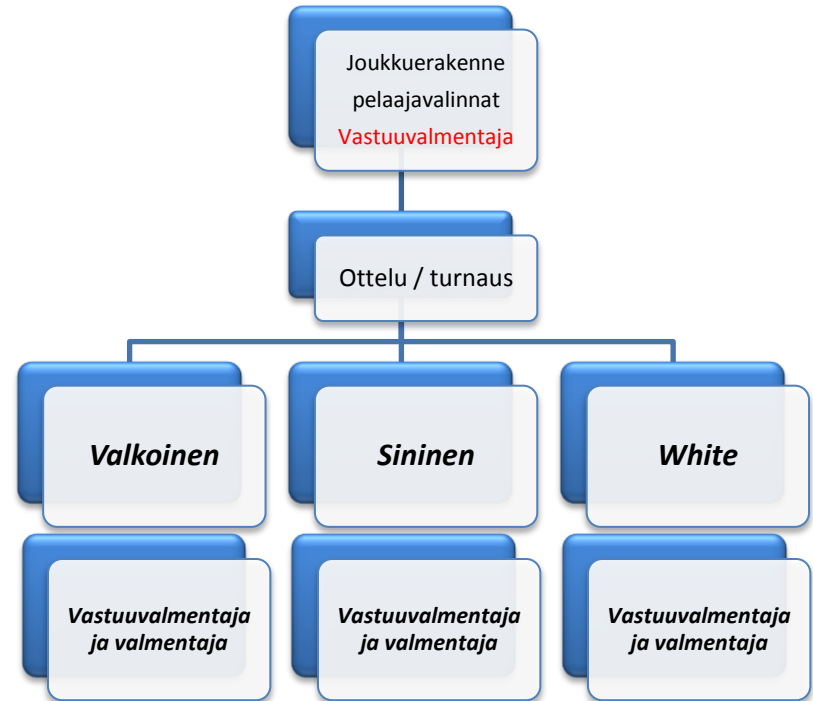 Joukkuerakenne
pelaajavalinnat
Vastuuvalmentaja
Ottelu / turnaus
Valkoinen
Sininen
White
Vastuuvalmentaja
ja valmentaja
Vastuuvalmentaja
ja valmentaja
Vastuuvalmentaja
ja valmentaja